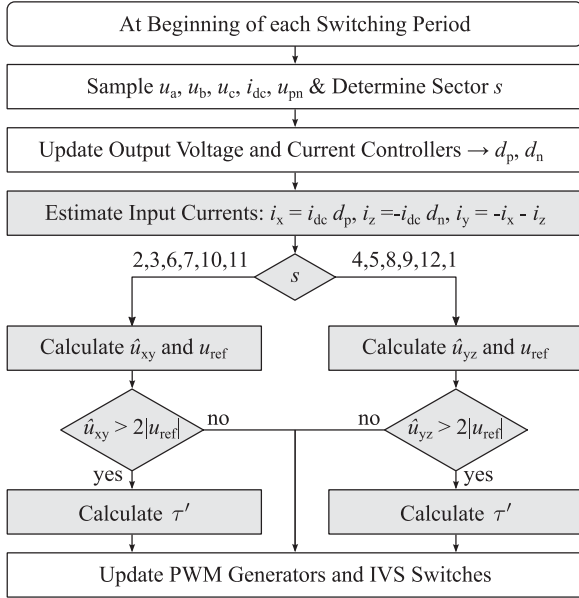 At Beginning of each Switching Period
Sample u_a, u_b, u_c, i_dc, u_pn & Determine Sector s
Update Output Voltage and Current Controllers → d_p, d_n
Estimate Input Currents: i_x = i_dc d_p, i_z =-i_dc d_n, i_y = -i_x - i_z
2,3,6,7,10,11
s
4,5,8,9,12,1
Calculate û_xy and u_ref
Calculate û_yz and u_ref
û_xy > 2|u_ref|
no
no
û_yz > 2|u_ref|
yes
yes
Calculate τ′
Calculate τ′
Update PWM Generators and IVS Switches